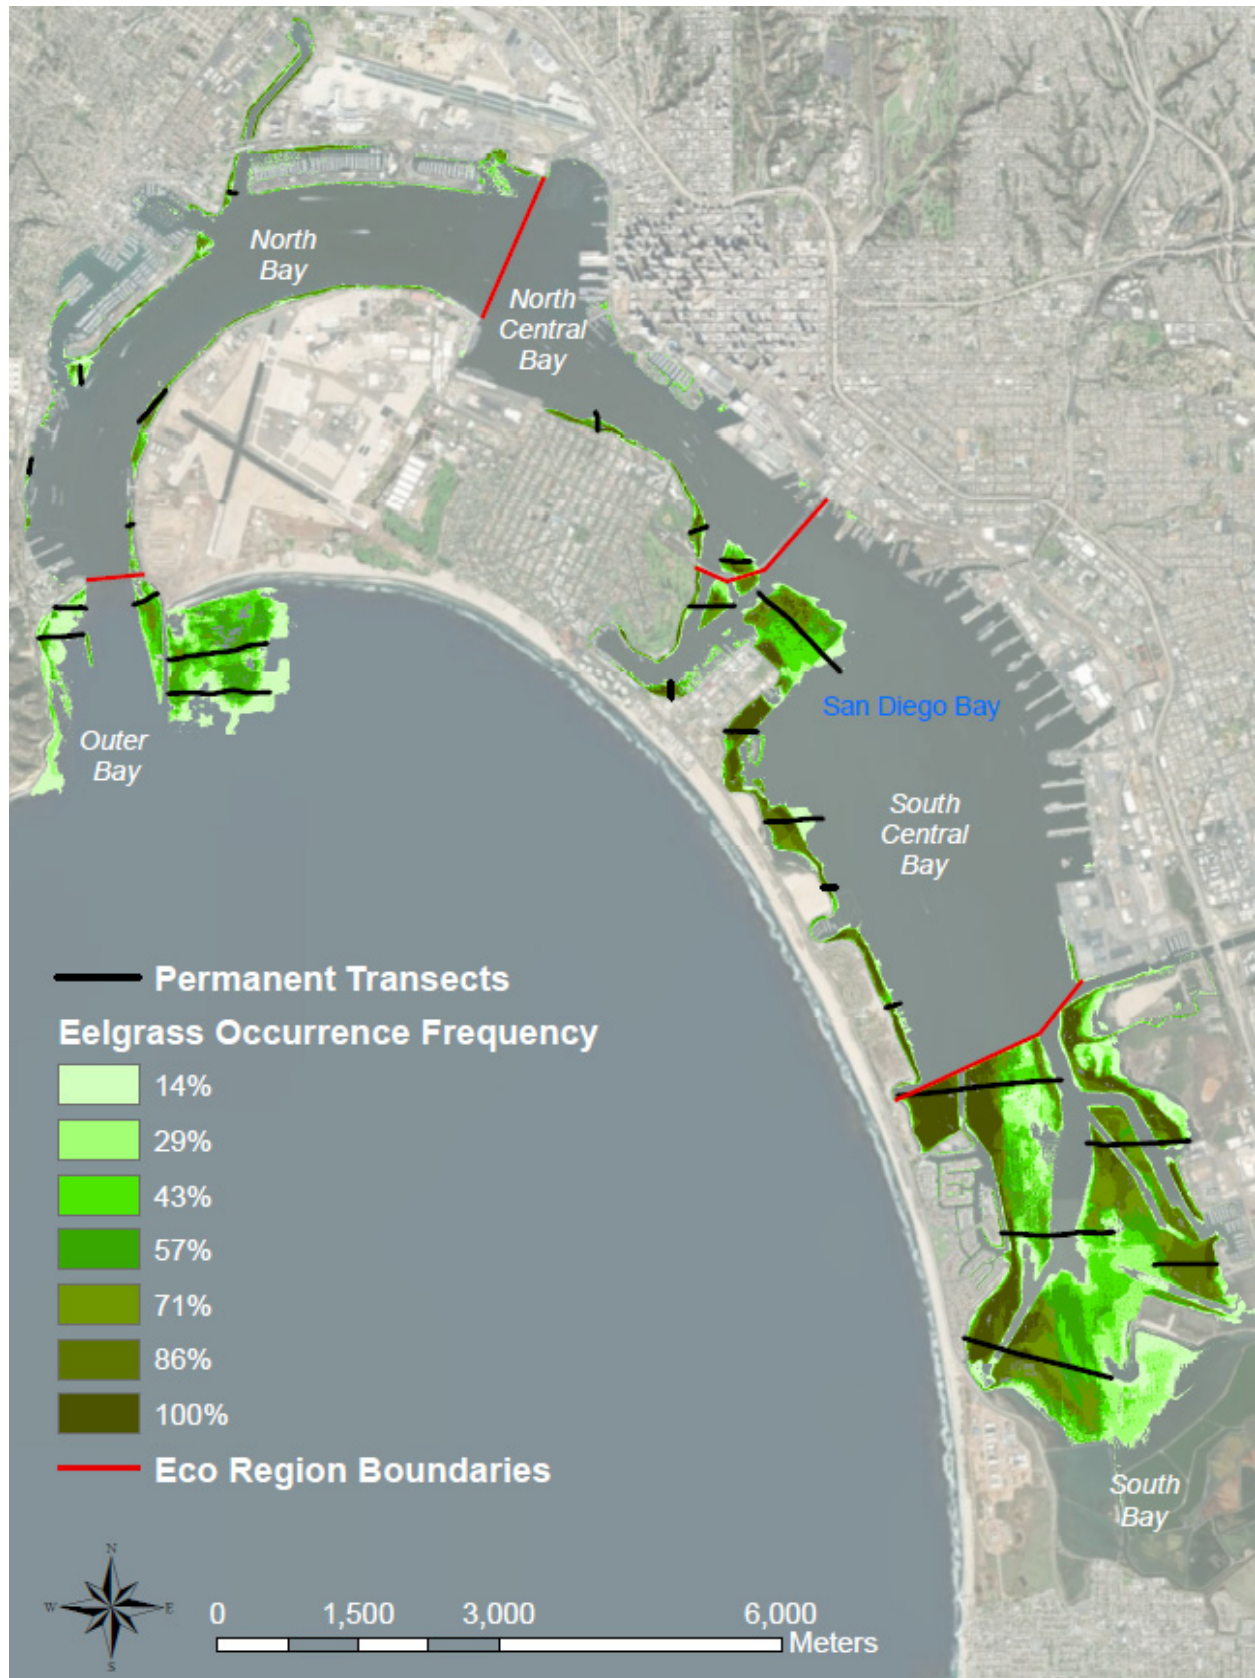 North
Bay
North
Central
Bay
San Diego Bay
Outer
Bay
South
Central
Bay
Permanent Transects
Eelgrass Occurrence Frequency
14%
29%
43%
57%
71%
86%
100%
Eco Region Boundaries
South
Bay
N
W
E
S
0 1,500 3,000 6,000
Meters